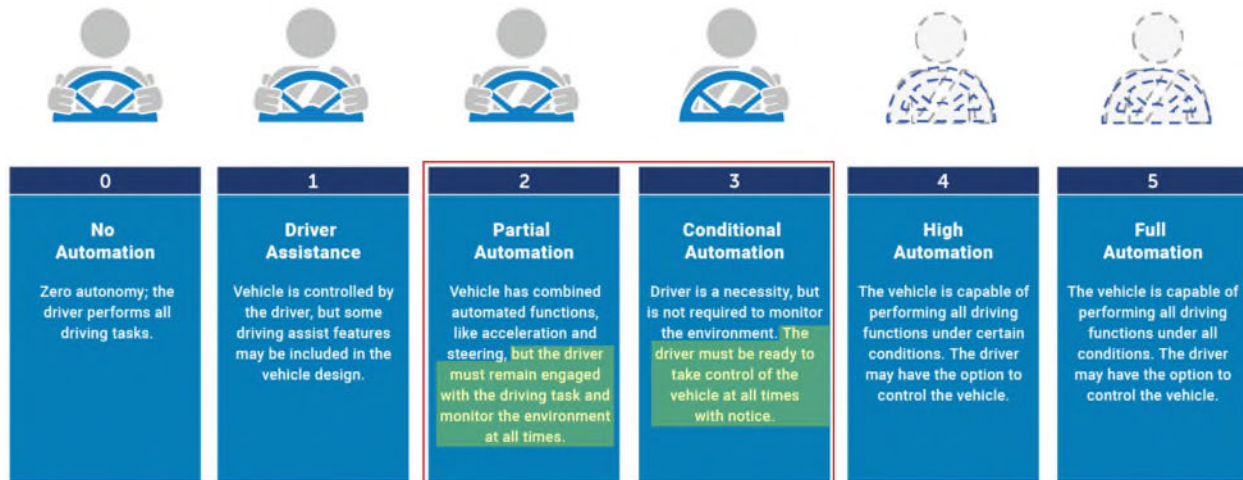 0
No
Automation
Zero autonomy; the
driver performs all
driving tasks.
1
Driver
Assistance
Vehicle is controlled by
the driver, but some
driving assist features
may be included in the
vehicle design.
2
Partial
Automation
Vehicle has combined
automated functions,
like acceleration and
steering, but the driver
must remain engaged
with the driving task and
monitor the environment
at all times.
3
Conditional
Automation
Driver is a necessity, but
is not required to monitor
the environment. The
driver must be ready to
take control of the
vehicle at all times
with notice.
4
High
Automation
The vehicle is capable of
performing all driving
functions under certain
conditions. The driver
may have the option to
control the vehicle.
5
Full
Automation
The vehicle is capable of
performing all driving
functions under all
conditions. The driver
may have the option to
control the vehicle.